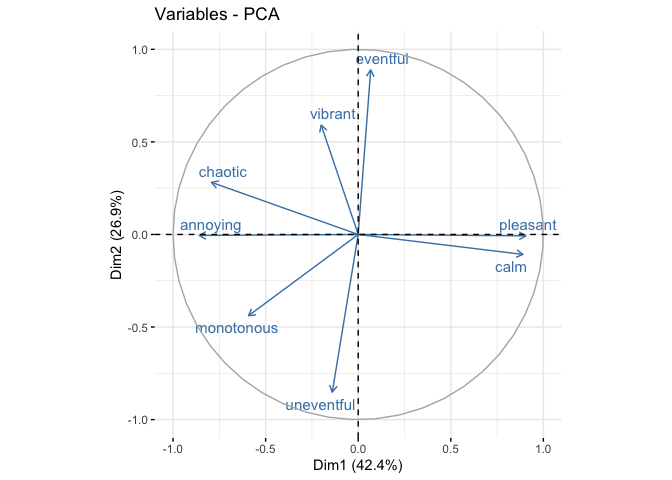 Variables - PCA
1.0
0.5
0.0
-0.5
-1.0
Dim2 (26.9%)
eventful
vibrant
chaotic
annoying
pleasant
calm
monotonous
uneventful
-1.0 -0.5 0.0 0.5 1.0
Dim1 (42.4%)